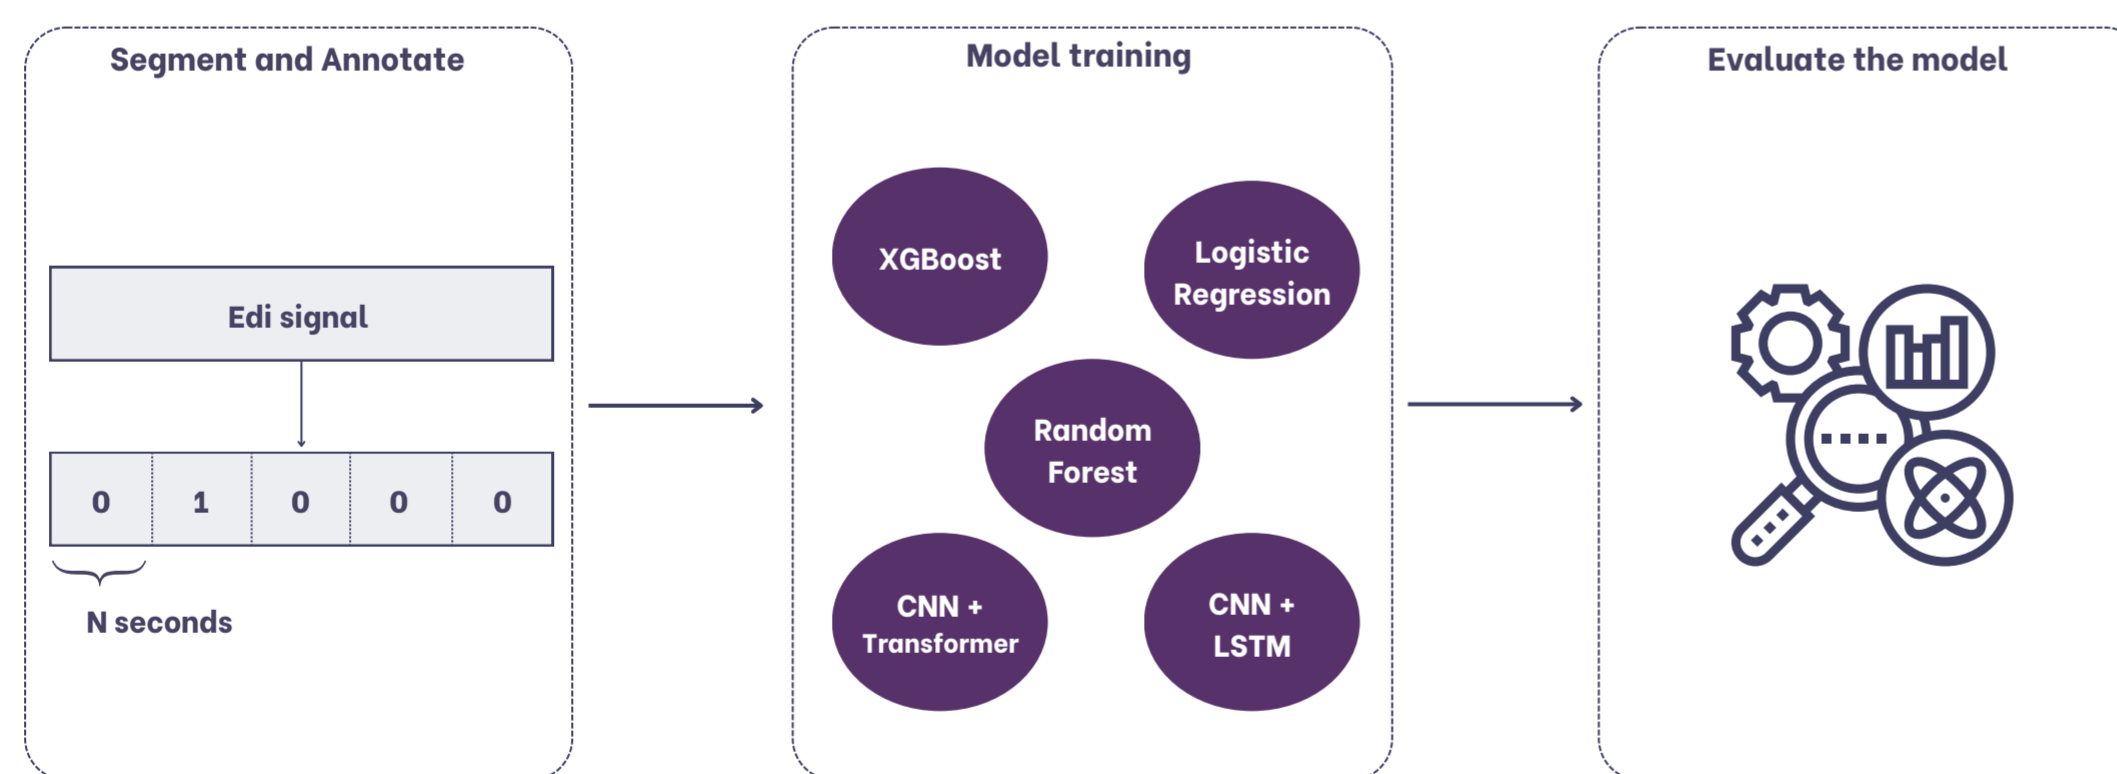 Segment and Annotate
Edi signal
0 1 0 0 0
N seconds
Model training
XGBoost
Logistic
Regression
Random
Forest
CNN +
Transformer
CNN +
LSTM
Evaluate the model